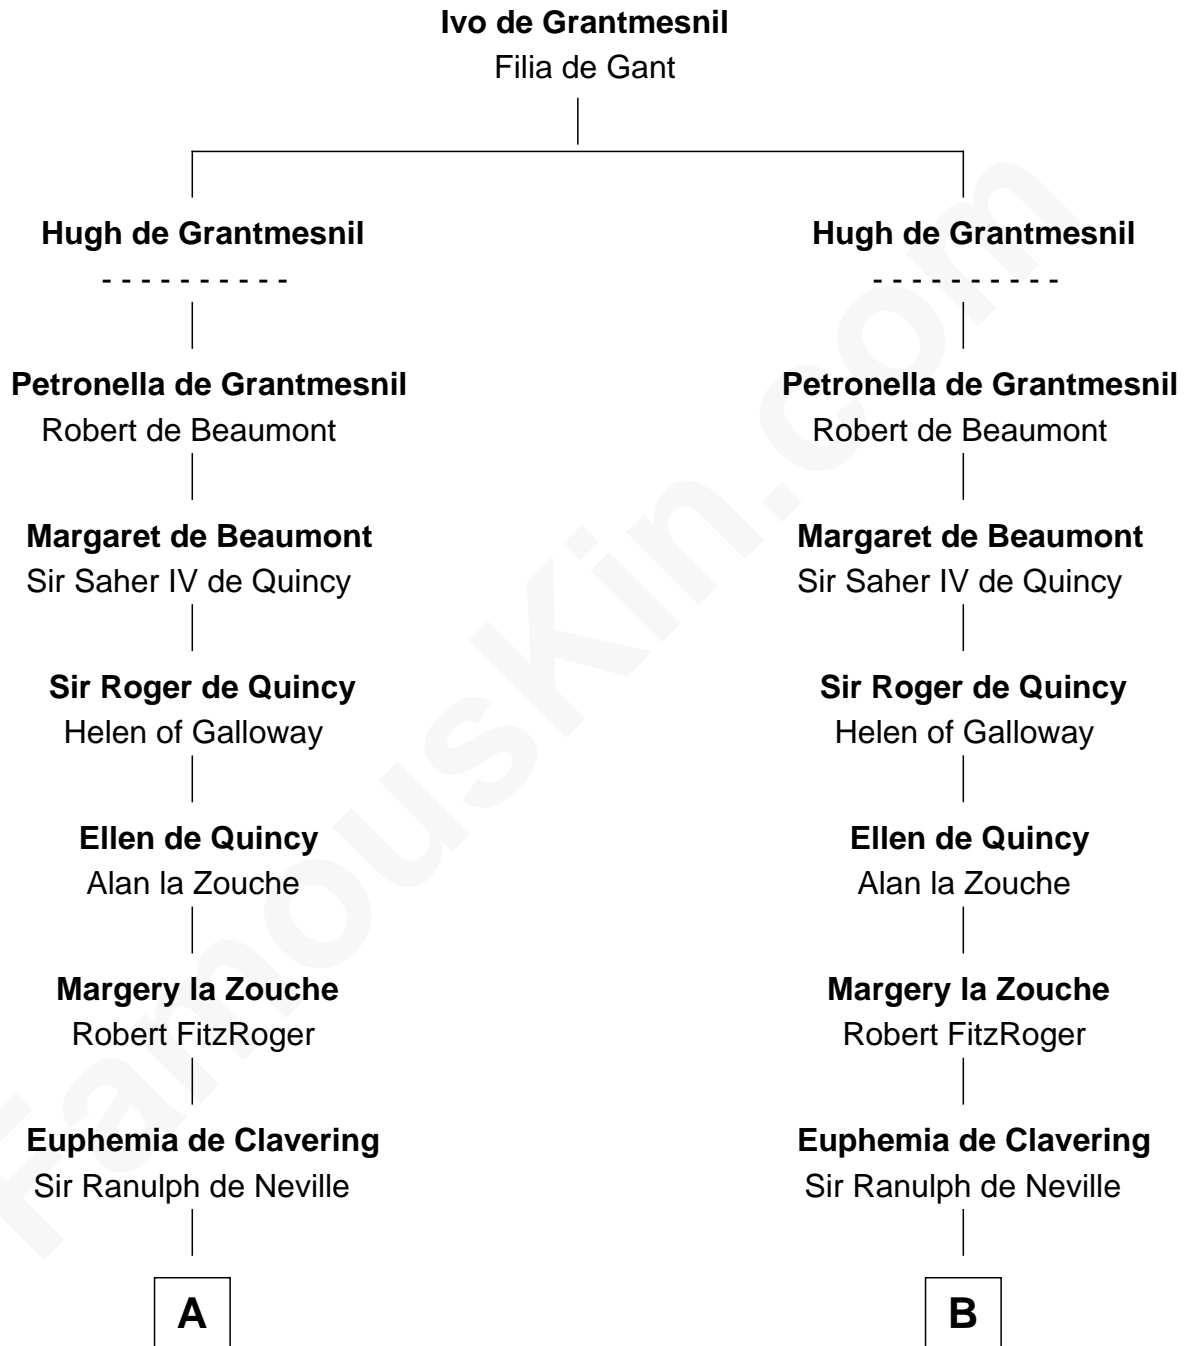 Ivo de Grantmesnil
Filia de Gant
Hugh de Grantmesnil
- - - - - - - - - -
Petronella de Grantmesnil
Robert de Beaumont
Margaret de Beaumont
Sir Saher IV de Quincy
Sir Roger de Quincy
Helen of Galloway
Ellen de Quincy
Alan la Zouche
Margery la Zouche
Robert FitzRoger
Euphemia de Clavering
Sir Ranulph de Neville
A
Hugh de Grantmesnil
- - - - - - - - - -
Petronella de Grantmesnil
Robert de Beaumont
Margaret de Beaumont
Sir Saher IV de Quincy
Sir Roger de Quincy
Helen of Galloway
Ellen de Quincy
Alan la Zouche
Margery la Zouche
Robert FitzRoger
Euphemia de Clavering
Sir Ranulph de Neville
B
FamousKin.com